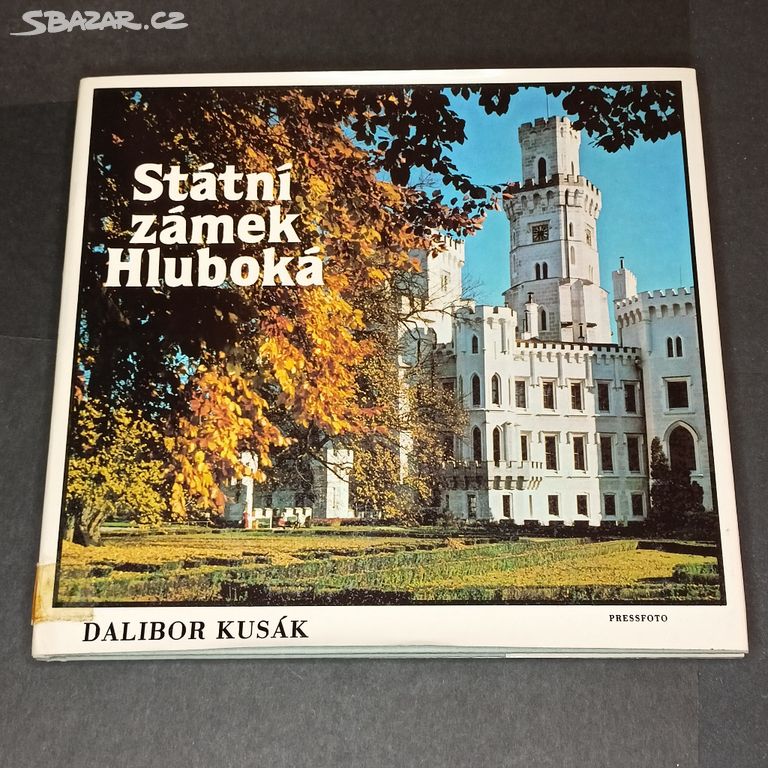 SBAZAR.CZ
Státní
zámek
Hluboká
DALIBOR KUSÁK
PRESSFOTO